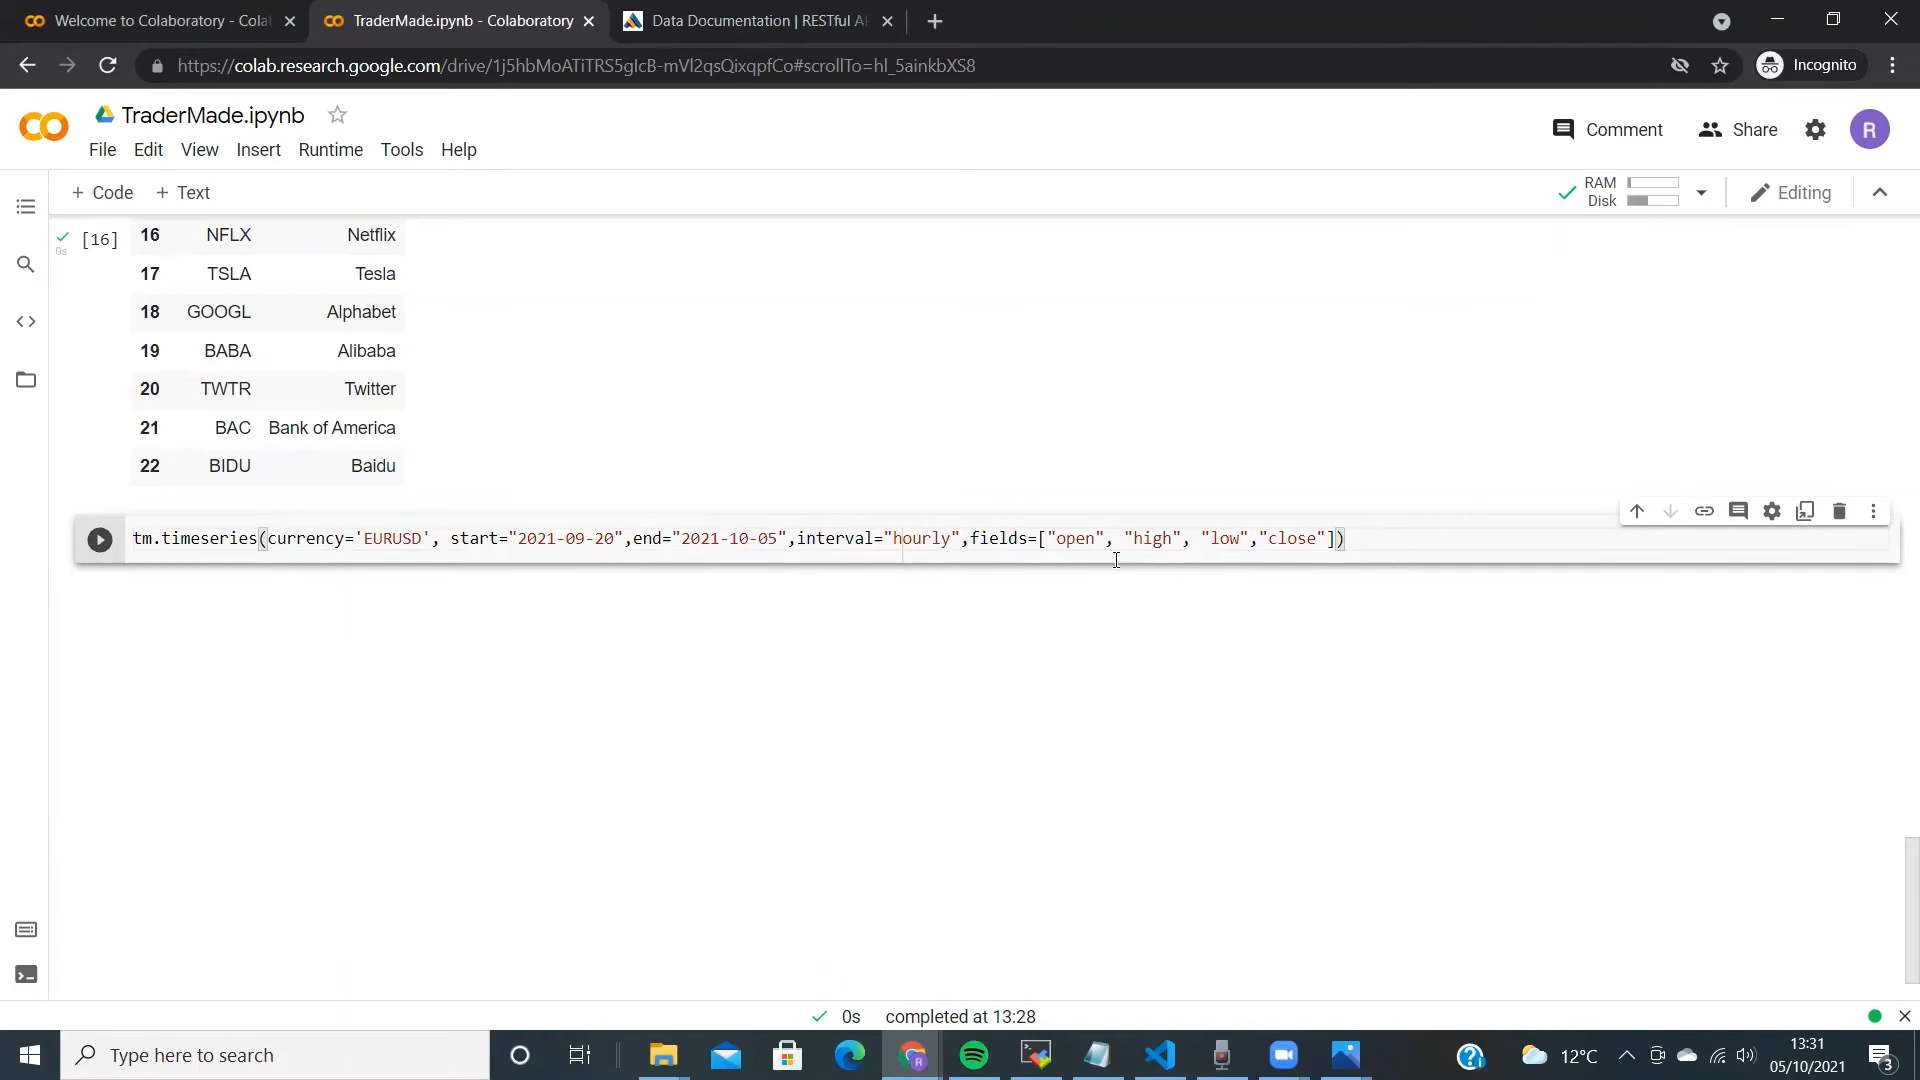 Welcome to Colaboratory - Cola
TraderMade.ipynb - Colaboratory
Data Documentation | RESTful A
https://colab.research.google.com/drive/1j5hbMoATiTRS5gIcB-mVl2qsQixqpfCo#scrollTo=hl_5ainkbXS8
Incognito
TraderMade.ipynb
Comment
Share
R
File Edit View Insert Runtime Tools Help
+ Code + Text
RAM
Disk
Editing
[16]
0s
16 NFLX Netflix
17 TSLA Tesla
18 GOOGL Alphabet
19 BABA Alibaba
20 TWTR Twitter
21 BAC Bank of America
22 BIDU Baidu
tm.timeseries(currency='EURUSD', start="2021-09-20",end="2021-10-05",interval="hourly",fields=["open", "high", "low","close"])
0s completed at 13:28
Type here to search
12°C
13:31
05/10/2021
3